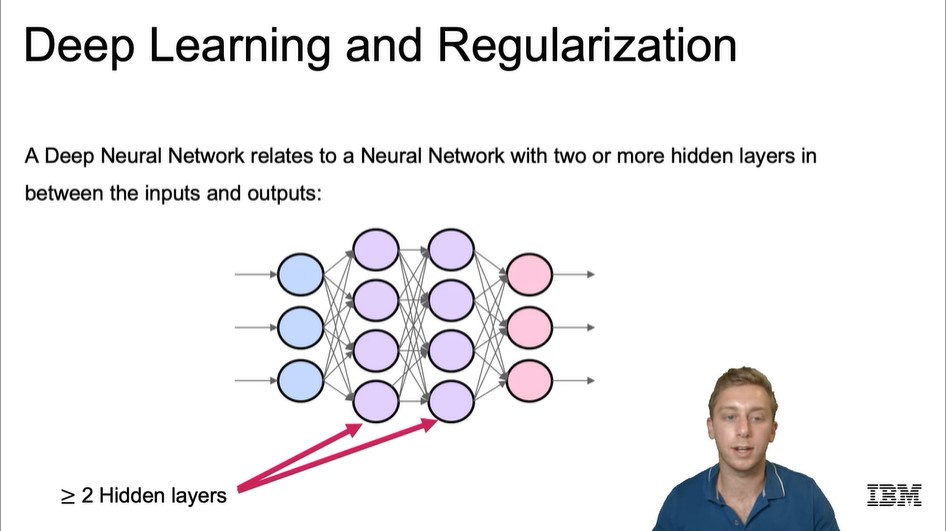 Deep Learning and Regularization
A Deep Neural Network relates to a Neural Network with two or more hidden layers in
between the inputs and outputs:
≥ 2 Hidden layers
IBM